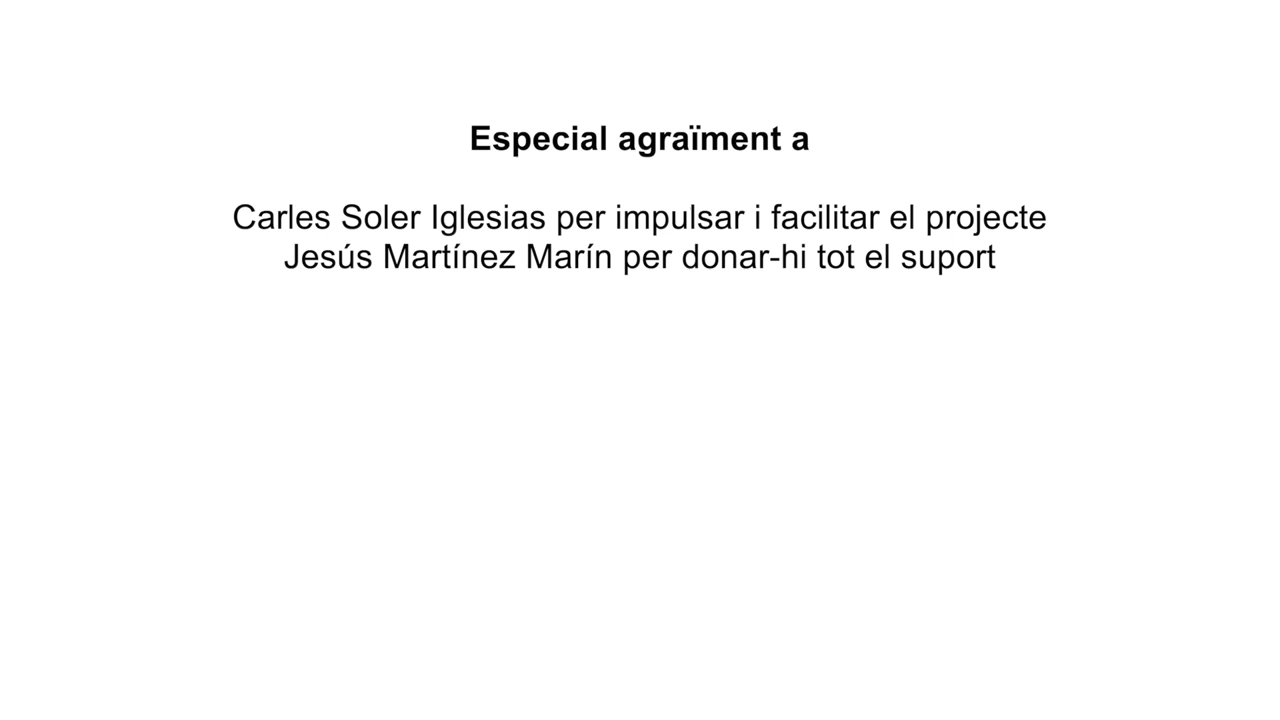 Especial agraïment a
Carles Soler Iglesias per impulsar i facilitar el projecte
Jesús Martínez Marín per donar-hi tot el suport